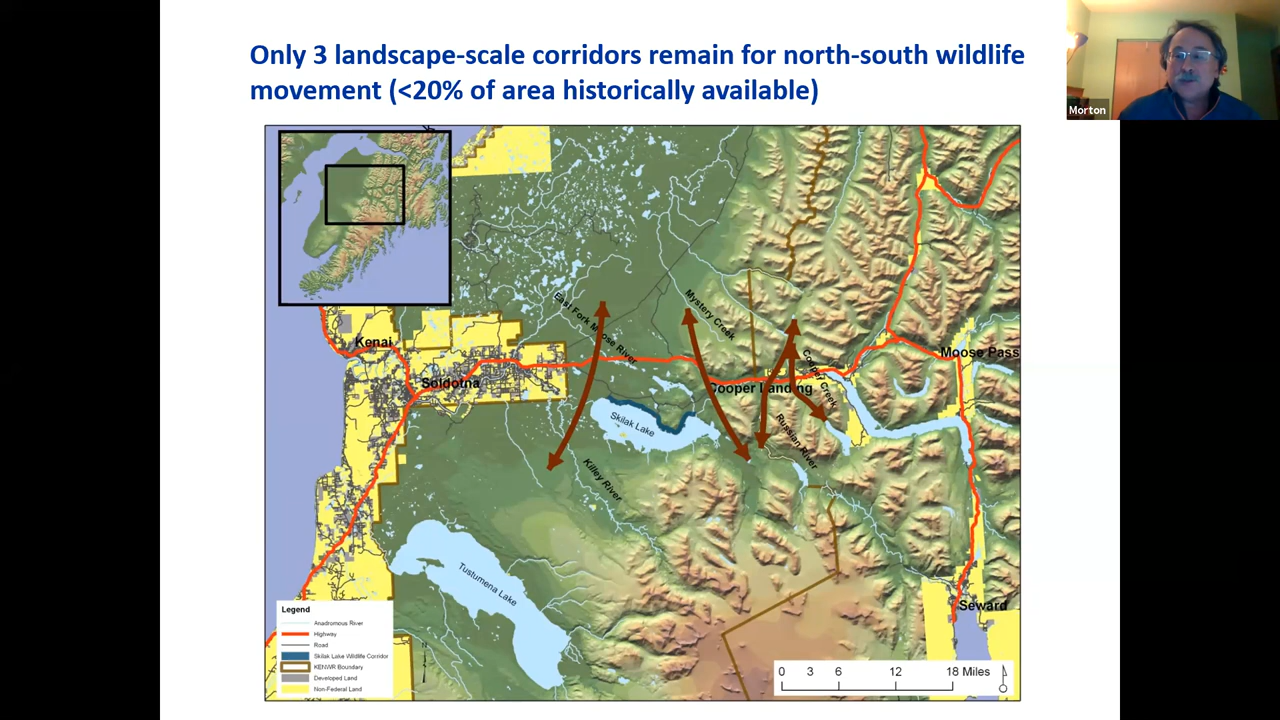 Only 3 landscape-scale corridors remain for north-south wildlife
movement (<20% of area historically available)
Morton
East Fork Moose River
Mystery Creek
Kenai
Moose Pass
Soldotna
Cooper Landing
Cooper Creek
Skilak Lake
Russian River
Killey River
Tustumena Lake
Seward
Legend
Anadromous River
Highway
Road
Skilak Lake Wildlife Corridor
KENWR Boundary
Developed Land
Non-Federal Land
0 3 6 12 18 Miles